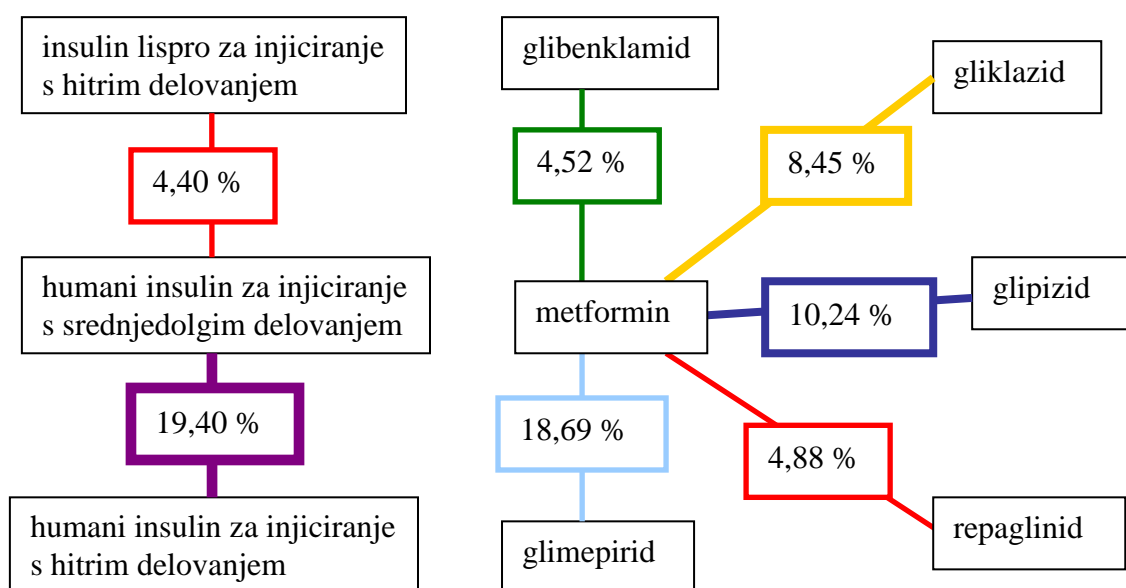 insulin lispro za injiciranje
s hitrim delovanjem
4,40 %
humani insulin za injiciranje
s srednjedolgim delovanjem
19,40 %
humani insulin za injiciranje
s hitrim delovanjem
glibenklamid
4,52 %
gliklazid
8,45 %
metformin
10,24 %
glipizid
18,69 %
4,88 %
glimepirid
repaglinid